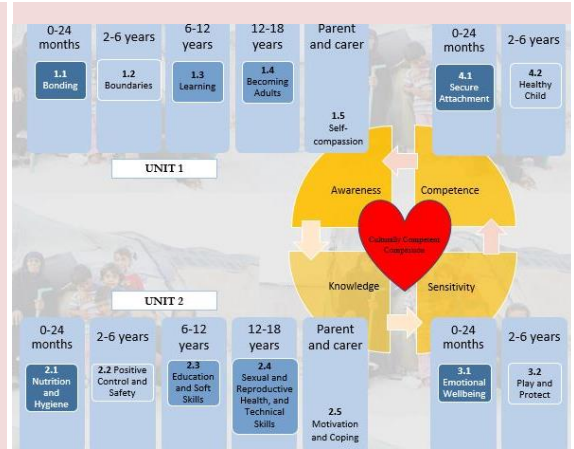 0-24
months
2-6 years
6-12
years
12-18
years
Parent
and carer
1.1
Bonding
1.2
Boundaries
1.3
Learning
1.4
Becoming
Adults
1.5
Self-
compassion
UNIT 1
0-24
months
2-6 years
4.1
Secure
Attachment
4.2
Healthy
Child
Awareness
Competence
Culturally Competent
Compassion
Knowledge
Sensitivity
UNIT 2
0-24
months
2-6 years
6-12
years
12-18
years
Parent
and carer
2.1
Nutrition
and
Hygiene
2.2 Positive
Control and
Safety
2.3
Education
and Soft
Skills
2.4
Sexual and
Reproductive
Health, and
Technical
Skills
2.5
Motivation
and Coping
0-24
months
2-6 years
3.1
Emotional
Wellbeing
3.2
Play and
Protect